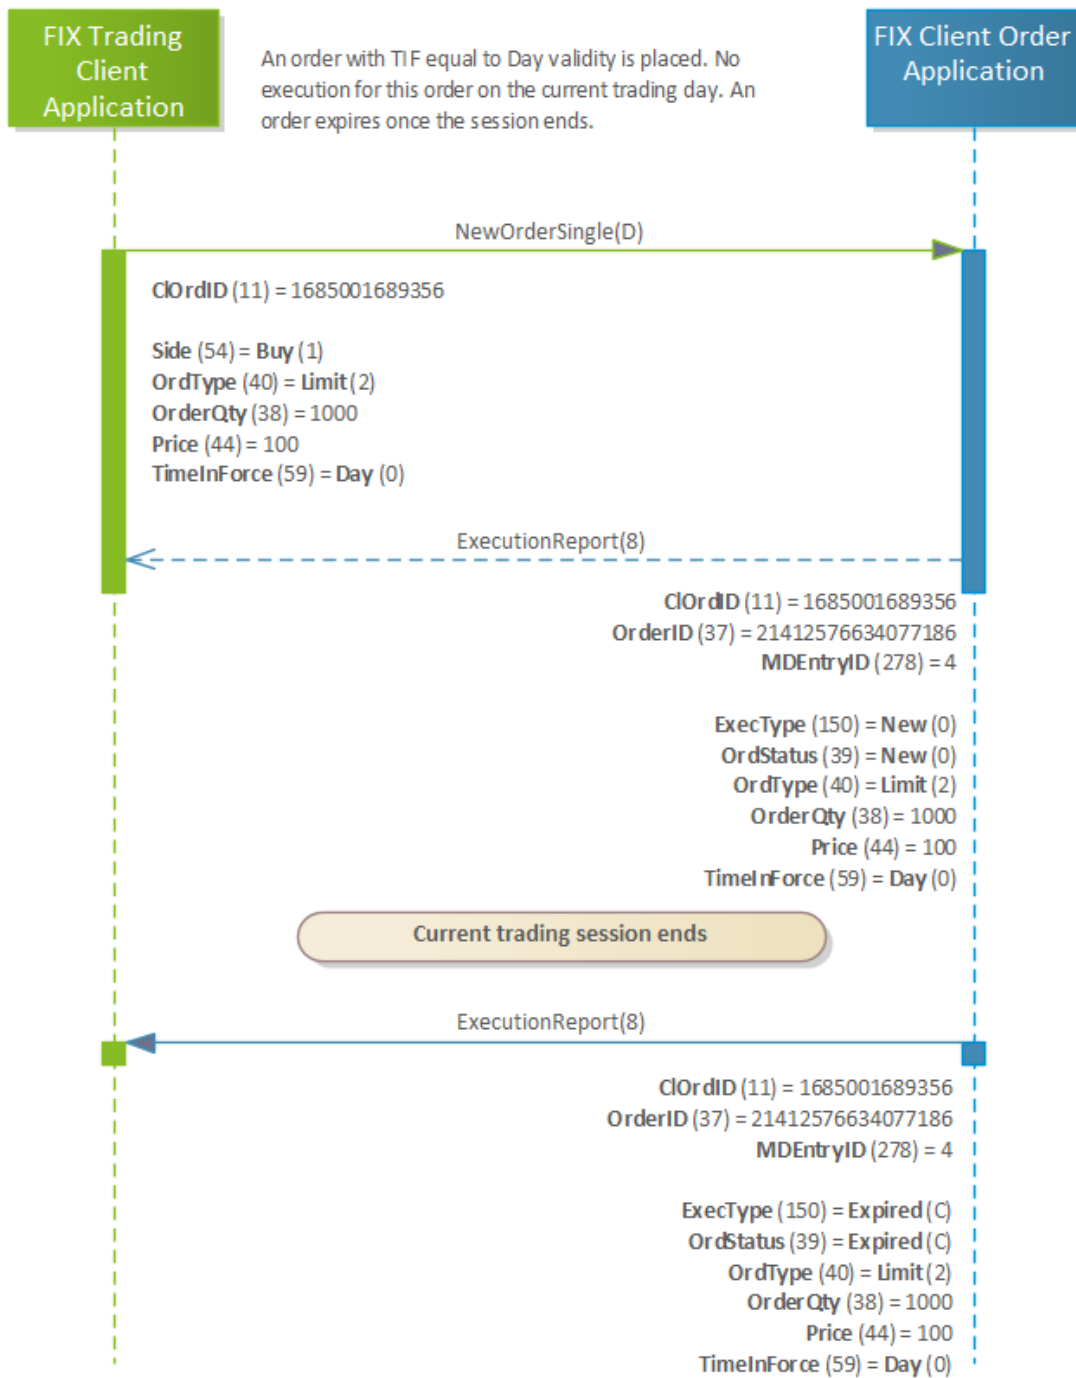 FIX Trading
Client
Application
An order with TIF equal to Day validity is placed. No
execution for this order on the current trading day. An
order expires once the session ends.
FIX Client Order
Application
NewOrderSingle(D)
ClOrdID (11) = 1685001689356
Side (54) = Buy (1)
OrdType (40) = Limit (2)
OrderQty (38) = 1000
Price (44) = 100
TimeInForce (59) = Day (0)
ExecutionReport(8)
ClOrdID (11) = 1685001689356
OrderID (37) = 21412576634077186
MDEntryID (278) = 4
ExecType (150) = New (0)
OrdStatus (39) = New (0)
OrdType (40) = Limit (2)
OrderQty (38) = 1000
Price (44) = 100
TimeInForce (59) = Day (0)
Current trading session ends
ExecutionReport(8)
ClOrdID (11) = 1685001689356
OrderID (37) = 21412576634077186
MDEntryID (278) = 4
ExecType (150) = Expired (C)
OrdStatus (39) = Expired (C)
OrdType (40) = Limit (2)
OrderQty (38) = 1000
Price (44) = 100
TimeInForce (59) = Day (0)